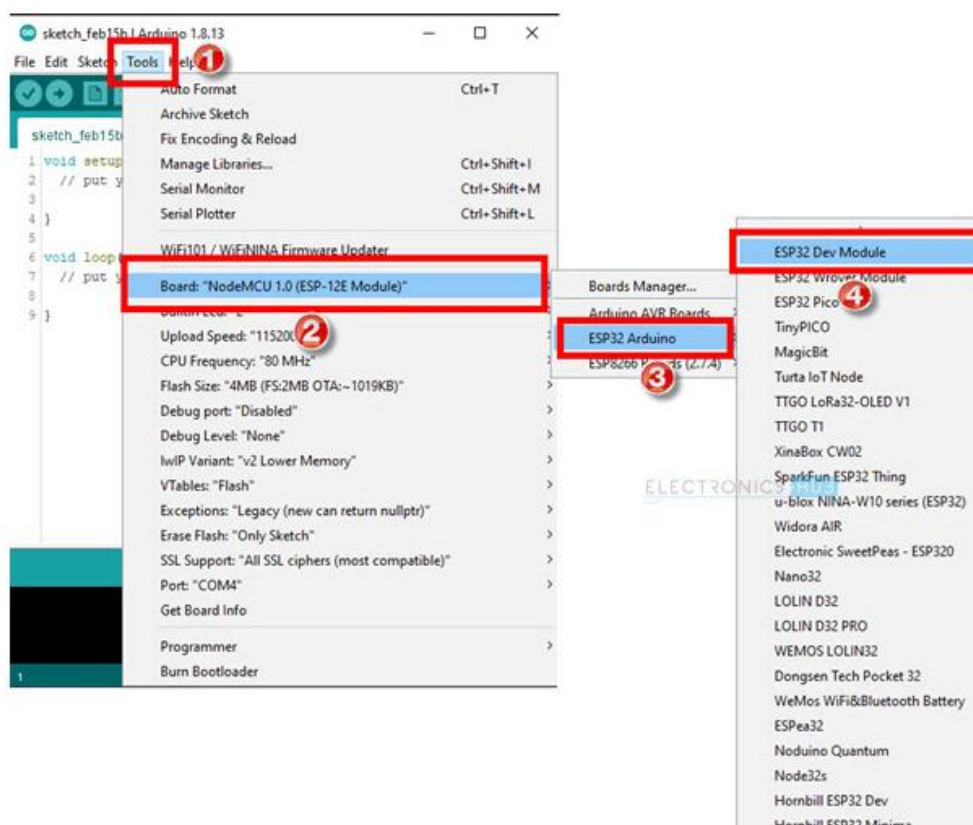 sketch_feb15b | Arduino 1.8.13
File Edit Sketch Tools Help
1
Auto Format Ctrl+T
Archive Sketch
Fix Encoding & Reload
Manage Libraries... Ctrl+Shift+I
Serial Monitor Ctrl+Shift+M
Serial Plotter Ctrl+Shift+L
WiFi101 / WiFiNINA Firmware Updater
Board: "NodeMCU 1.0 (ESP-12E Module)"
2
Upload Speed: "115200
CPU Frequency: "80 MHz"
Flash Size: "4MB (FS:2MB OTA:~1019KB)"
Debug port: "Disabled"
Debug Level: "None"
lwIP Variant: "v2 Lower Memory"
VTables: "Flash"
Exceptions: "Legacy (new can return nullptr)"
Erase Flash: "Only Sketch"
SSL Support: "All SSL ciphers (most compatible)"
Port: "COM4"
Get Board Info
Programmer
Burn Bootloader
sketch_feb15b
1 void setup
2 // put y
3
4 }
5
6 void loop(
7 // put y
8
9 }
1
Boards Manager...
Arduino AVR Boards
ESP32 Arduino
ESP8266 (2.7.4)
3
ESP32 Dev Module
ESP32 Wrover Module
ESP32 Pico
4
TinyPICO
MagicBit
Turta IoT Node
TTGO LoRa32-OLED V1
TTGO T1
XinaBox CW02
SparkFun ESP32 Thing
u-blox NINA-W10 series (ESP32)
Widora AIR
Electronic SweetPeas - ESP320
Nano32
LOLIN D32
LOLIN D32 PRO
WEMOS LOLIN32
Dongsen Tech Pocket 32
WeMos WiFi&Bluetooth Battery
ESPea32
Noduino Quantum
Node32s
Hornbill ESP32 Dev
Hornbill ESP32 Minima
ELECTRONICS HUB